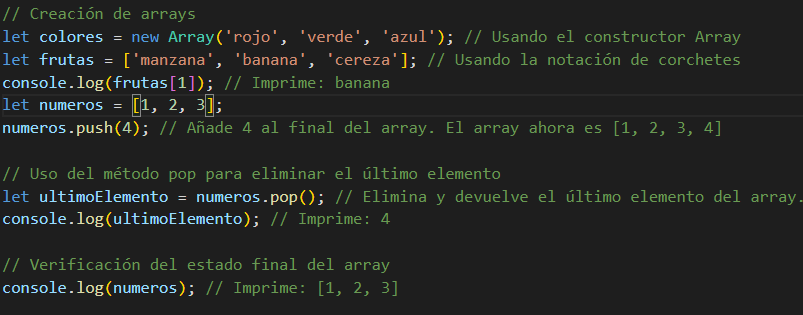 // Creación de arrays
let colores = new Array('rojo', 'verde', 'azul'); // Usando el constructor Array
let frutas = ['manzana', 'banana', 'cereza']; // Usando la notación de corchetes
console.log(frutas[1]); // Imprime: banana
let numeros = [1, 2, 3];
numeros.push(4); // Añade 4 al final del array. El array ahora es [1, 2, 3, 4]
// Uso del método pop para eliminar el último elemento
let ultimoElemento = numeros.pop(); // Elimina y devuelve el último elemento del array.
console.log(ultimoElemento); // Imprime: 4
// Verificación del estado final del array
console.log(numeros); // Imprime: [1, 2, 3]